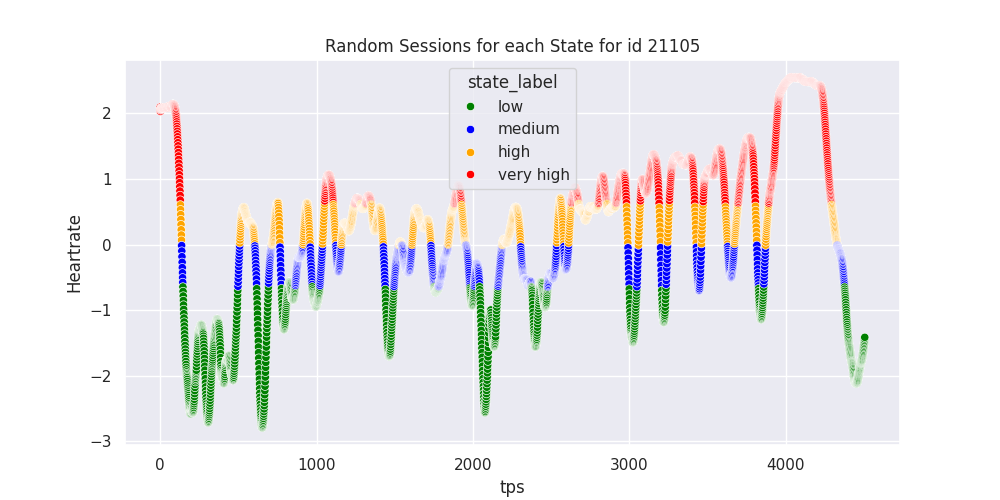 Random Sessions for each State for id 21105
state_label
low
medium
high
very high
Heartrate
2
1
0
−1
−2
−3
0 1000 2000 3000 4000
tps